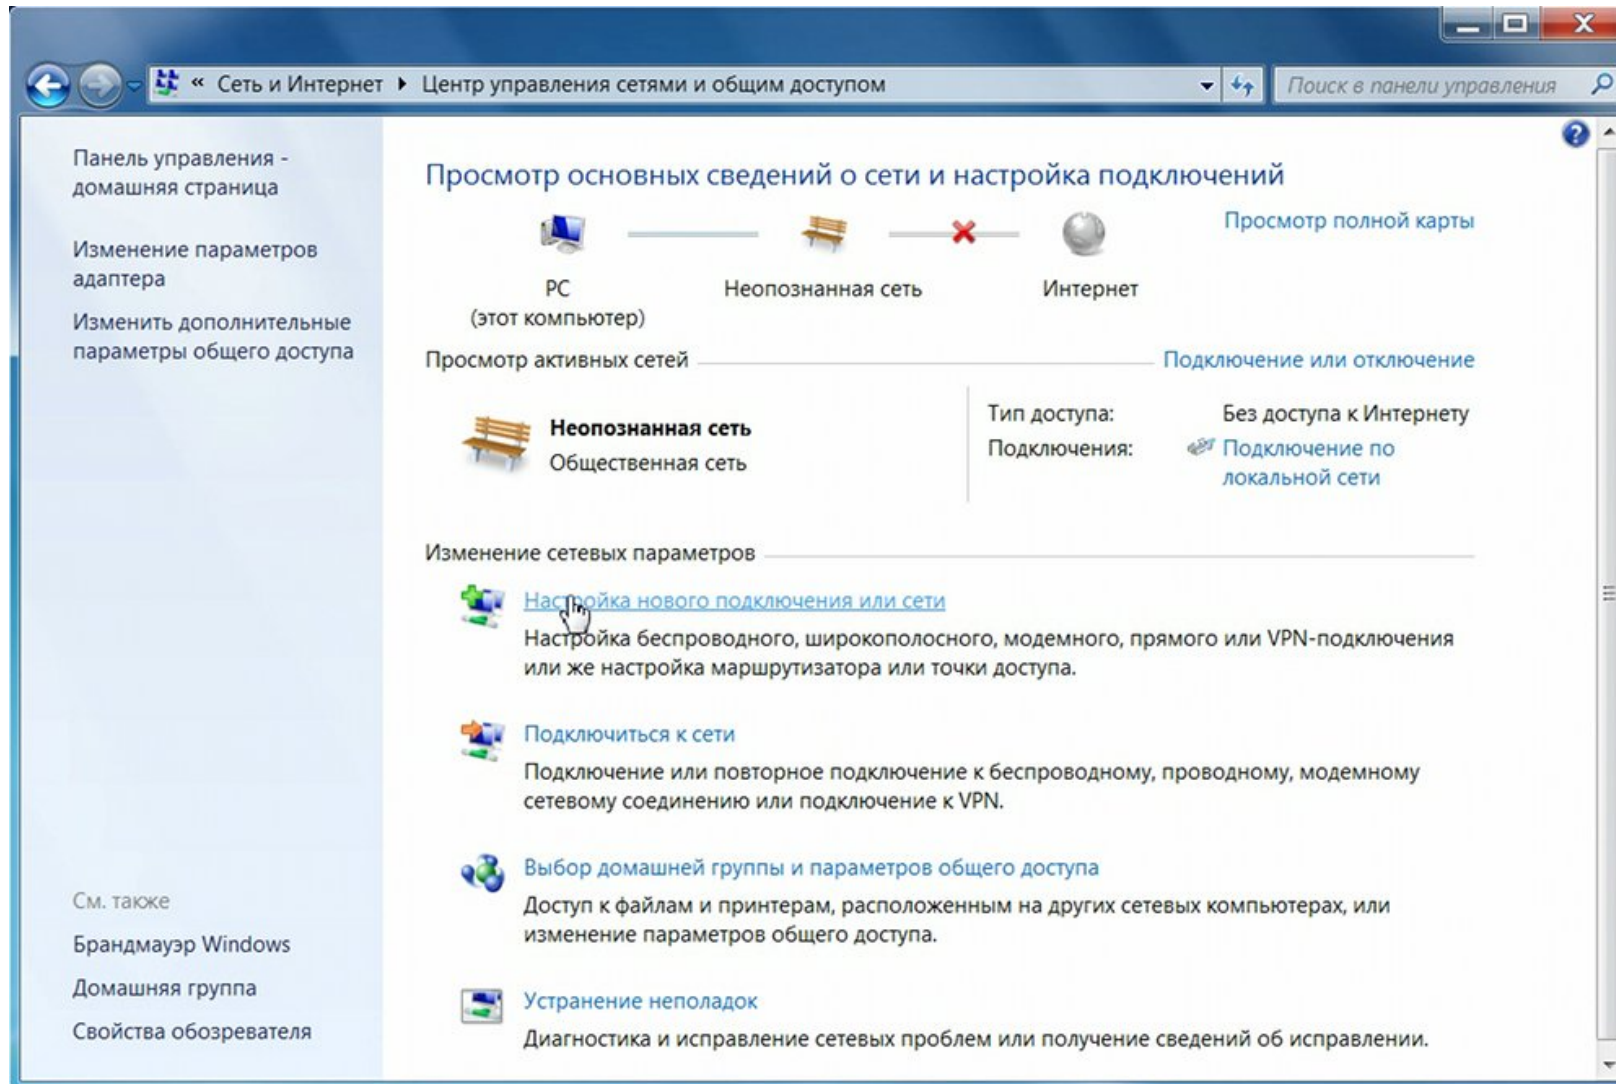 « Сеть и Интернет ▸ Центр управления сетями и общим доступом
Поиск в панели управления
Панель управления -
домашняя страница
Изменение параметров
адаптера
Изменить дополнительные
параметры общего доступа
См. также
Брандмауэр Windows
Домашняя группа
Свойства обозревателя
Просмотр основных сведений о сети и настройка подключений
Просмотр полной карты
PC
(этот компьютер)
Неопознанная сеть
Интернет
Просмотр активных сетей
Подключение или отключение
Неопознанная сеть
Общественная сеть
Тип доступа: Без доступа к Интернету
Подключения: Подключение по
локальной сети
Изменение сетевых параметров
Настройка нового подключения или сети
Настройка беспроводного, широкополосного, модемного, прямого или VPN-подключения
или же настройка маршрутизатора или точки доступа.
Подключиться к сети
Подключение или повторное подключение к беспроводному, проводному, модемному
сетевому соединению или подключение к VPN.
Выбор домашней группы и параметров общего доступа
Доступ к файлам и принтерам, расположенным на других сетевых компьютерах, или
изменение параметров общего доступа.
Устранение неполадок
Диагностика и исправление сетевых проблем или получение сведений об исправлении.